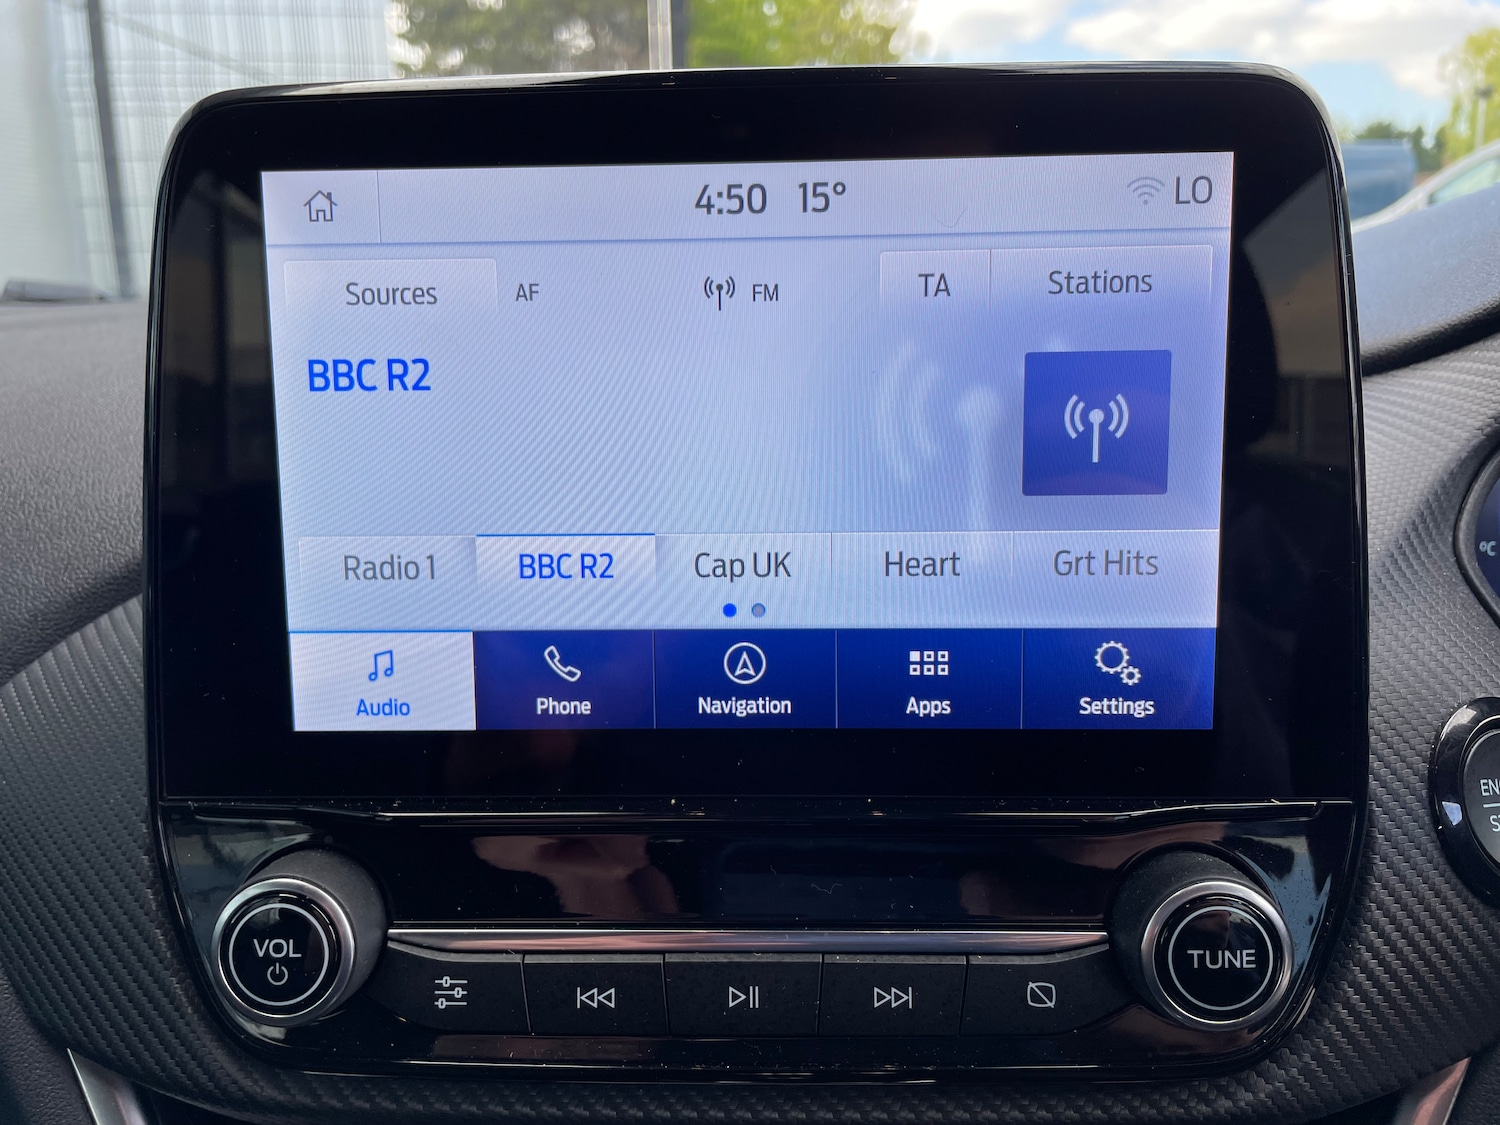 4:50 15° LO
Sources AF FM TA Stations
BBC R2
Radio 1 BBC R2 Cap UK Heart Grt Hits
Audio Phone Navigation Apps Settings
°C
VOL
TUNE